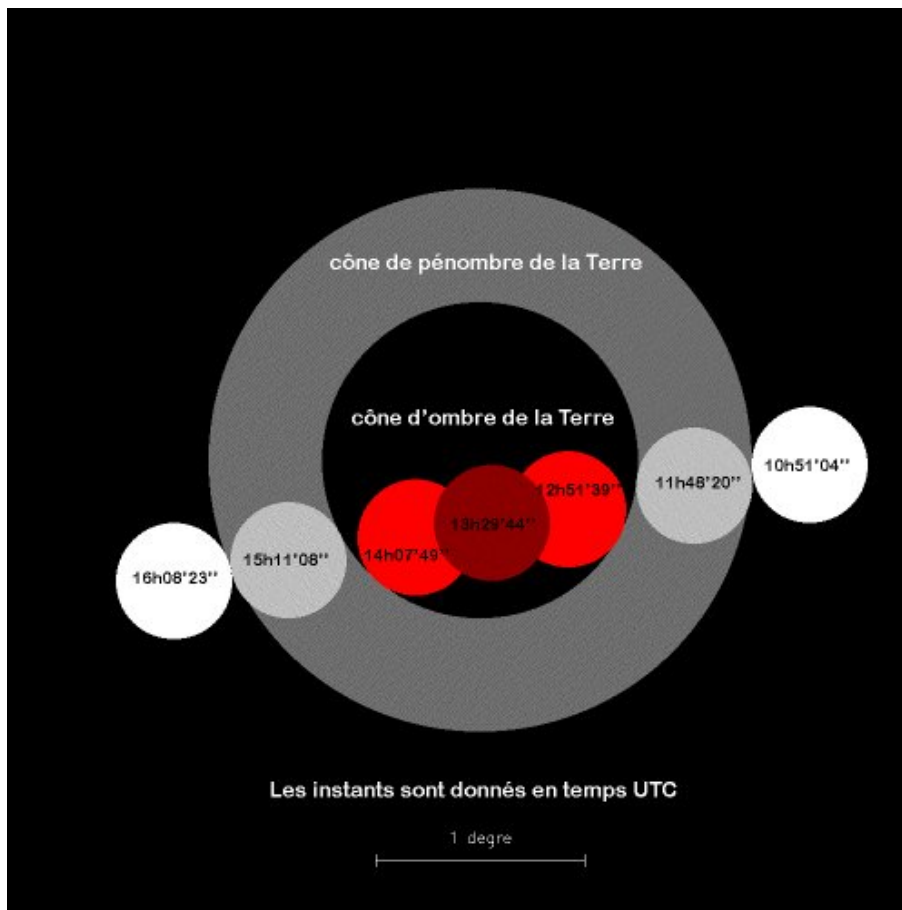 cône de pénombre de la Terre
cône d'ombre de la Terre
10h51'04''
11h48'20''
12h51'39''
13h29'44''
14h07'49''
15h11'08''
16h08'23''
Les instants sont donnés en temps UTC
1 degre